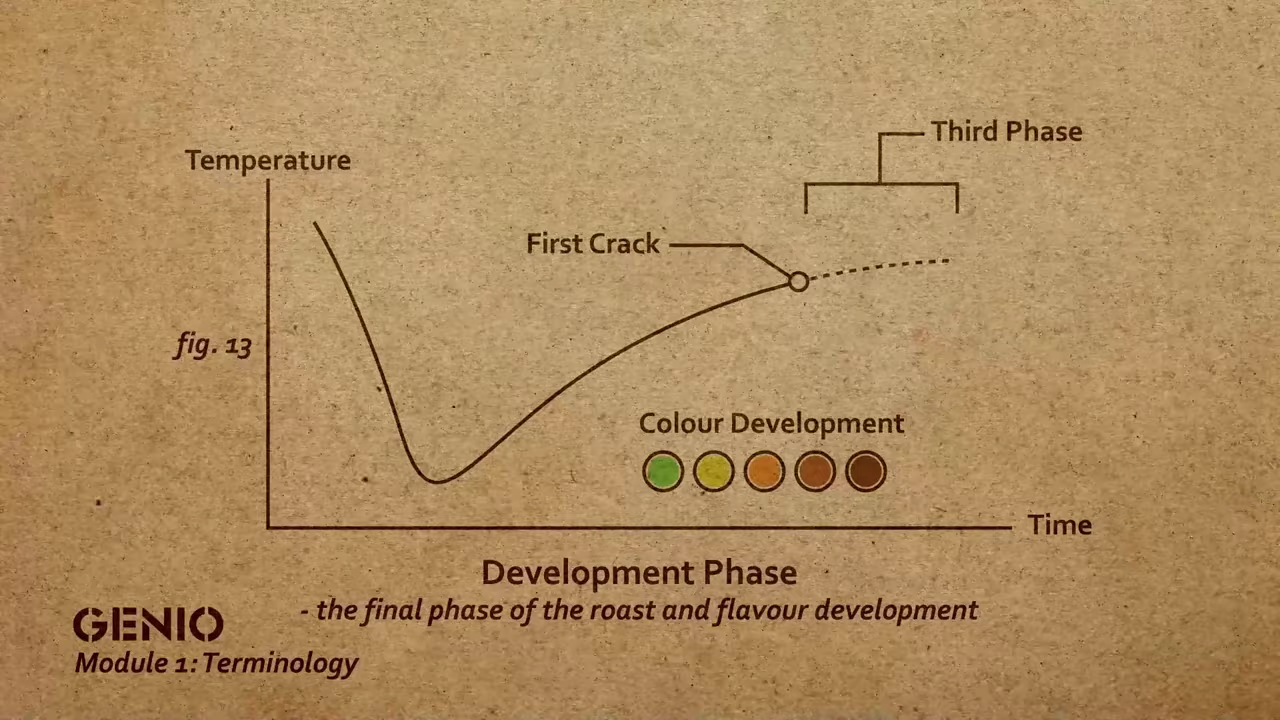 Third Phase
Temperature
First Crack
fig. 13
Colour Development
Time
Development Phase
- the final phase of the roast and flavour development
GENIO
Module 1: Terminology